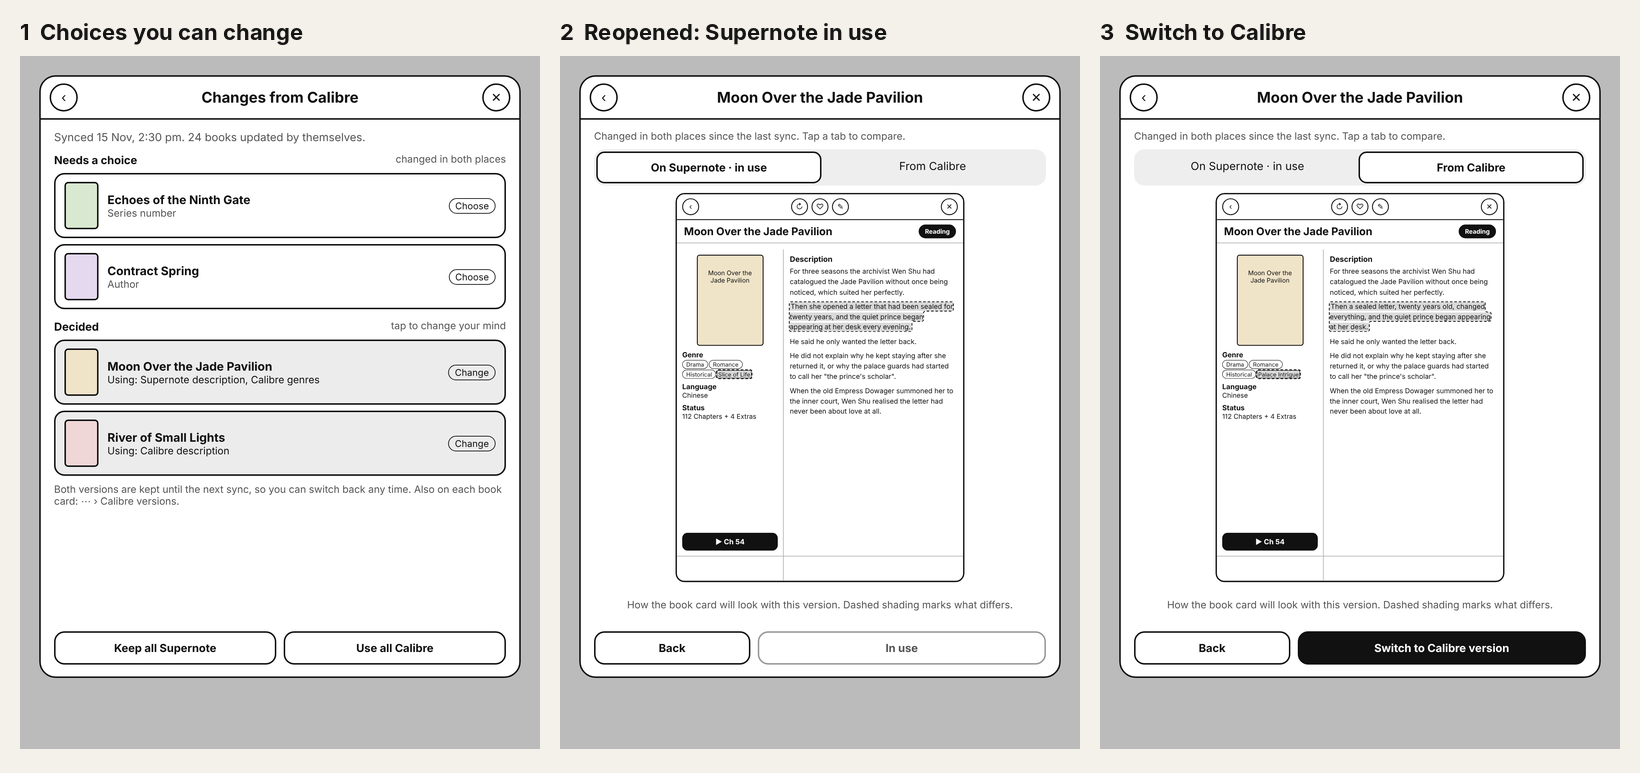 1 Choices you can change
‹
Changes from Calibre
✕
Synced 15 Nov, 2:30 pm. 24 books updated by themselves.
Needs a choice
changed in both places
Echoes of the Ninth Gate
Series number
Choose
Contract Spring
Author
Choose
Decided
tap to change your mind
Moon Over the Jade Pavilion
Using: Supernote description, Calibre genres
Change
River of Small Lights
Using: Calibre description
Change
Both versions are kept until the next sync, so you can switch back any time. Also on each book
card: ··· › Calibre versions.
Keep all Supernote
Use all Calibre
2 Reopened: Supernote in use
‹
Moon Over the Jade Pavilion
✕
Changed in both places since the last sync. Tap a tab to compare.
On Supernote · in use
From Calibre
Moon Over the Jade Pavilion
Reading
Moon Over the
Jade Pavilion
Genre
Drama Romance
Historical Slice of Life
Language
Chinese
Status
112 Chapters + 4 Extras
▶ Ch 54
Description
For three seasons the archivist Wen Shu had
catalogued the Jade Pavilion without once being
noticed, which suited her perfectly.
Then she opened a letter that had been sealed for
twenty years, and the quiet prince began
appearing at her desk every evening.
He said he only wanted the letter back.
He did not explain why he kept staying after she
returned it, or why the palace guards had started
to call her "the prince's scholar".
When the old Empress Dowager summoned her to
the inner court, Wen Shu realised the letter had
never been about love at all.
How the book card will look with this version. Dashed shading marks what differs.
Back
In use
3 Switch to Calibre
‹
Moon Over the Jade Pavilion
✕
Changed in both places since the last sync. Tap a tab to compare.
On Supernote · in use
From Calibre
Moon Over the Jade Pavilion
Reading
Moon Over the
Jade Pavilion
Genre
Drama Romance
Historical Palace Intrigue
Language
Chinese
Status
112 Chapters + 4 Extras
▶ Ch 54
Description
For three seasons the archivist Wen Shu had
catalogued the Jade Pavilion without once being
noticed, which suited her perfectly.
Then a sealed letter, twenty years old, changed
everything, and the quiet prince began appearing
at her desk.
He said he only wanted the letter back.
He did not explain why he kept staying after she
returned it, or why the palace guards had started
to call her "the prince's scholar".
When the old Empress Dowager summoned her to
the inner court, Wen Shu realised the letter had
never been about love at all.
How the book card will look with this version. Dashed shading marks what differs.
Back
Switch to Calibre version